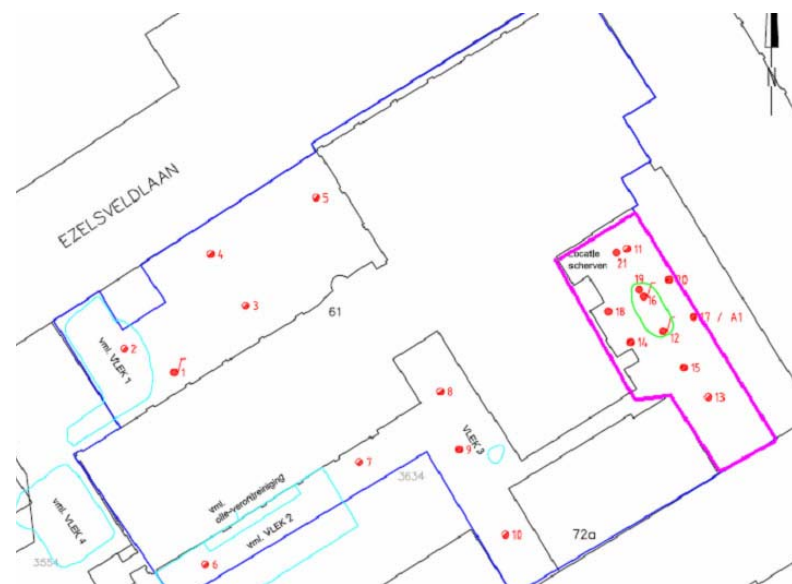 N
EZELSVELDLAAN
5
4
3
61
2
1
vml. VLEK 1
11
Locatie
scherven
21
20
19
16
18
17 / A1
12
14
15
13
8
VLEK 3
9
7
3634
vml.
olie-verontreiniging
vml. VLEK 2
vml. VLEK 4
10
72a
6
3551